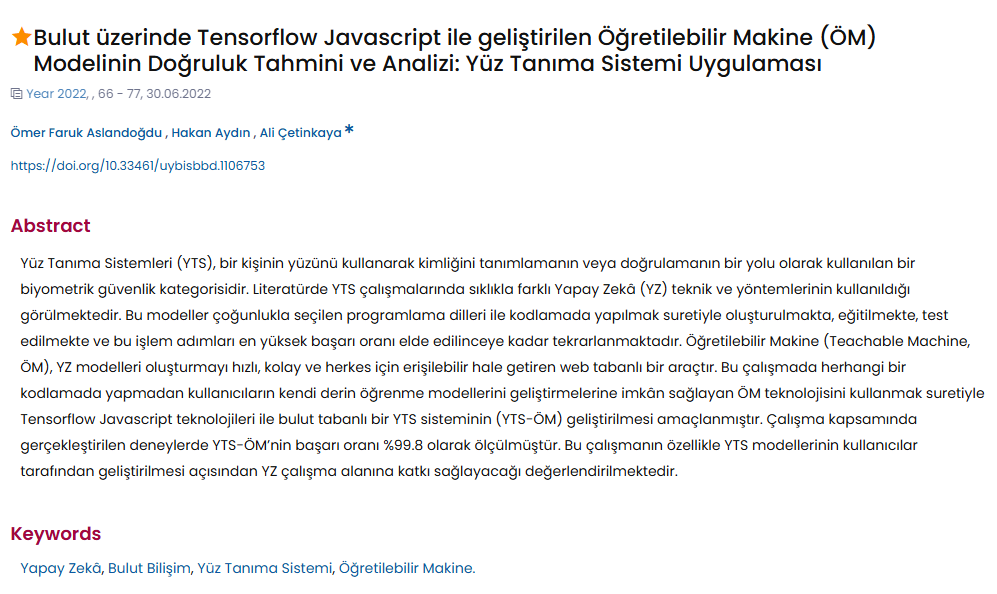 Bulut üzerinde Tensorflow Javascript ile geliştirilen Öğretilebilir Makine (ÖM)
Modelinin Doğruluk Tahmini ve Analizi: Yüz Tanıma Sistemi Uygulaması
Year 2022, , 66 - 77, 30.06.2022
Ömer Faruk Aslandoğdu , Hakan Aydın , Ali Çetinkaya *
https://doi.org/10.33461/uybisbbd.1106753
Abstract
Yüz Tanıma Sistemleri (YTS), bir kişinin yüzünü kullanarak kimliğini tanımlamanın veya doğrulamanın bir yolu olarak kullanılan bir
biyometrik güvenlik kategorisidir. Literatürde YTS çalışmalarında sıklıkla farklı Yapay Zekâ (YZ) teknik ve yöntemlerinin kullanıldığı
görülmektedir. Bu modeller çoğunlukla seçilen programlama dilleri ile kodlamada yapılmak suretiyle oluşturulmakta, eğitilmekte, test
edilmekte ve bu işlem adımları en yüksek başarı oranı elde edilinceye kadar tekrarlanmaktadır. Öğretilebilir Makine (Teachable Machine,
ÖM), YZ modelleri oluşturmayı hızlı, kolay ve herkes için erişilebilir hale getiren web tabanlı bir araçtır. Bu çalışmada herhangi bir
kodlamada yapmadan kullanıcıların kendi derin öğrenme modellerini geliştirmelerine imkân sağlayan ÖM teknolojisini kullanmak suretiyle
Tensorflow Javascript teknolojileri ile bulut tabanlı bir YTS sisteminin (YTS-ÖM) geliştirilmesi amaçlanmıştır. Çalışma kapsamında
gerçekleştirilen deneylerde YTS-ÖM’nin başarı oranı %99.8 olarak ölçülmüştür. Bu çalışmanın özellikle YTS modellerinin kullanıcılar
tarafından geliştirilmesi açısından YZ çalışma alanına katkı sağlayacağı değerlendirilmektedir.
Keywords
Yapay Zekâ, Bulut Bilişim, Yüz Tanıma Sistemi, Öğretilebilir Makine.